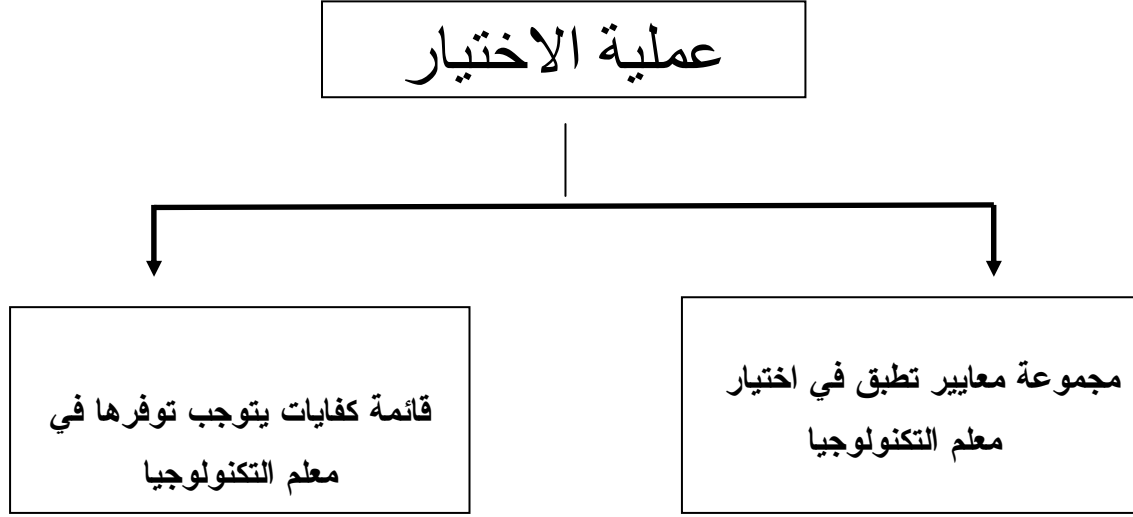 عملية الاختيار
مجموعة معايير تطبق في اختيار
معلم التكنولوجيا
قائمة كفايات يتوجب توفرها في
معلم التكنولوجيا